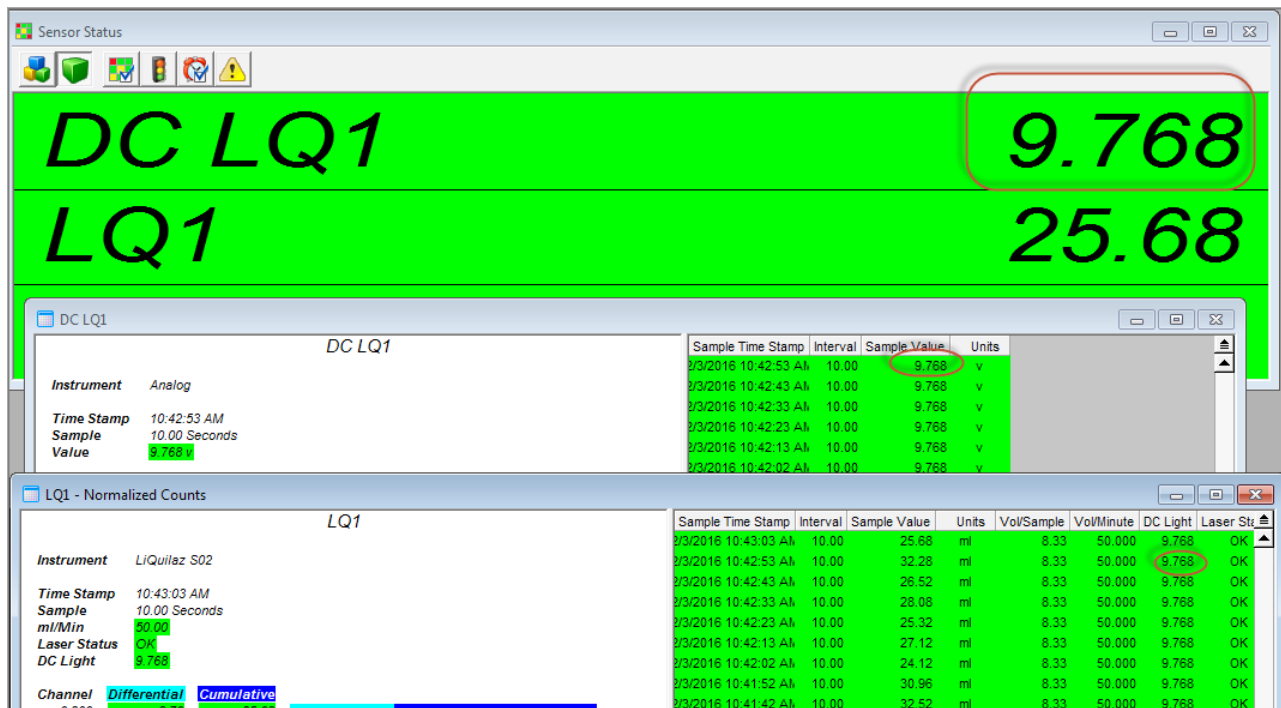 Sensor Status
DC LQ1 9.768
LQ1 25.68
DC LQ1
DC LQ1
Instrument Analog
Time Stamp 10:42:53 AM
Sample 10.00 Seconds
Value 9.768 v
Sample Time Stamp Interval Sample Value Units
2/3/2016 10:42:53 AM 10.00 9.768 v
2/3/2016 10:42:43 AM 10.00 9.768 v
2/3/2016 10:42:33 AM 10.00 9.768 v
2/3/2016 10:42:23 AM 10.00 9.768 v
2/3/2016 10:42:13 AM 10.00 9.768 v
2/3/2016 10:42:02 AM 10.00 9.768 v
LQ1 - Normalized Counts
LQ1
Instrument LiQuilaz S02
Time Stamp 10:43:03 AM
Sample 10.00 Seconds
ml/Min 50.00
Laser Status OK
DC Light 9.768
Channel Differential Cumulative
Sample Time Stamp Interval Sample Value Units Vol/Sample Vol/Minute DC Light Laser Sta
2/3/2016 10:43:03 AM 10.00 25.68 ml 8.33 50.000 9.768 OK
2/3/2016 10:42:53 AM 10.00 32.28 ml 8.33 50.000 9.768 OK
2/3/2016 10:42:43 AM 10.00 26.52 ml 8.33 50.000 9.768 OK
2/3/2016 10:42:33 AM 10.00 28.08 ml 8.33 50.000 9.768 OK
2/3/2016 10:42:23 AM 10.00 25.32 ml 8.33 50.000 9.768 OK
2/3/2016 10:42:13 AM 10.00 27.12 ml 8.33 50.000 9.768 OK
2/3/2016 10:42:02 AM 10.00 24.12 ml 8.33 50.000 9.768 OK
2/3/2016 10:41:52 AM 10.00 30.96 ml 8.33 50.000 9.768 OK
2/3/2016 10:41:42 AM 10.00 32.52 ml 8.33 50.000 9.768 OK